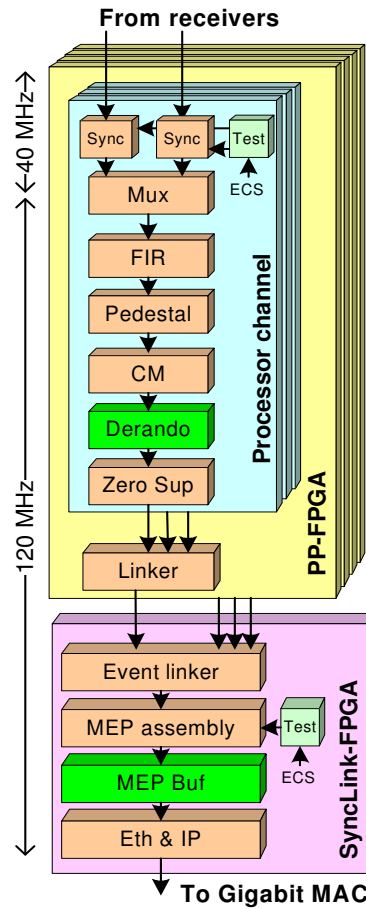 From receivers
40 MHz
Sync
Sync
Test
ECS
Mux
FIR
Pedestal
CM
Derando
Zero Sup
Processor channel
Linker
PP-FPGA
120 MHz
Event linker
MEP assembly
Test
ECS
MEP Buf
Eth & IP
SyncLink-FPGA
To Gigabit MAC